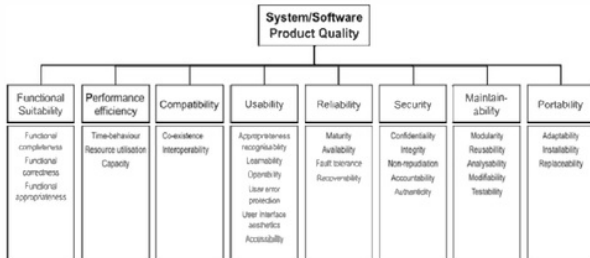 System/Software
Product Quality
Functional
Suitability
Performance
efficiency
Compatibility
Usability
Reliability
Security
Maintain-
ability
Portability
Functional
completeness
Functional
correctness
Functional
appropriateness
Time-behaviour
Resource utilisation
Capacity
Co-existence
Interoperability
Appropriateness
recognisability
Learnability
Operability
User error
protection
User interface
aesthetics
Accessibility
Maturity
Availability
Fault tolerance
Recoverability
Confidentiality
Integrity
Non-repudiation
Accountability
Authenticity
Modularity
Reusability
Analysability
Modifiability
Testability
Adaptability
Installability
Replaceability